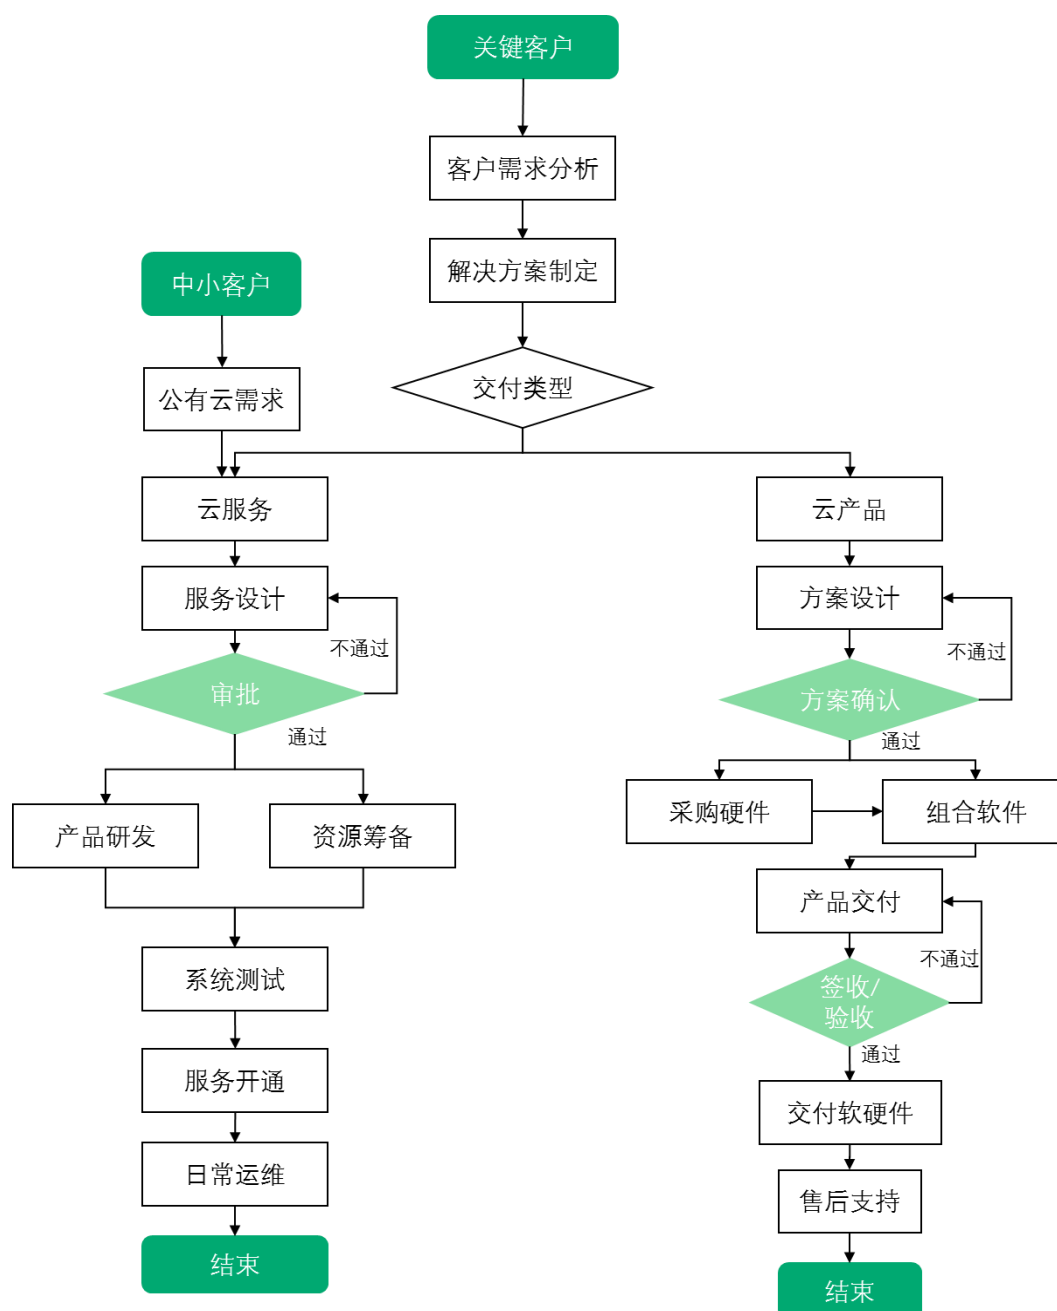 关键客户
客户需求分析
解决方案制定
中小客户
交付类型
公有云需求
云服务
云产品
服务设计
方案设计
不通过
不通过
审批
方案确认
通过
通过
采购硬件
组合软件
产品研发
资源筹备
产品交付
不通过
系统测试
签收/
验收
通过
服务开通
交付软硬件
日常运维
售后支持
结束
结束